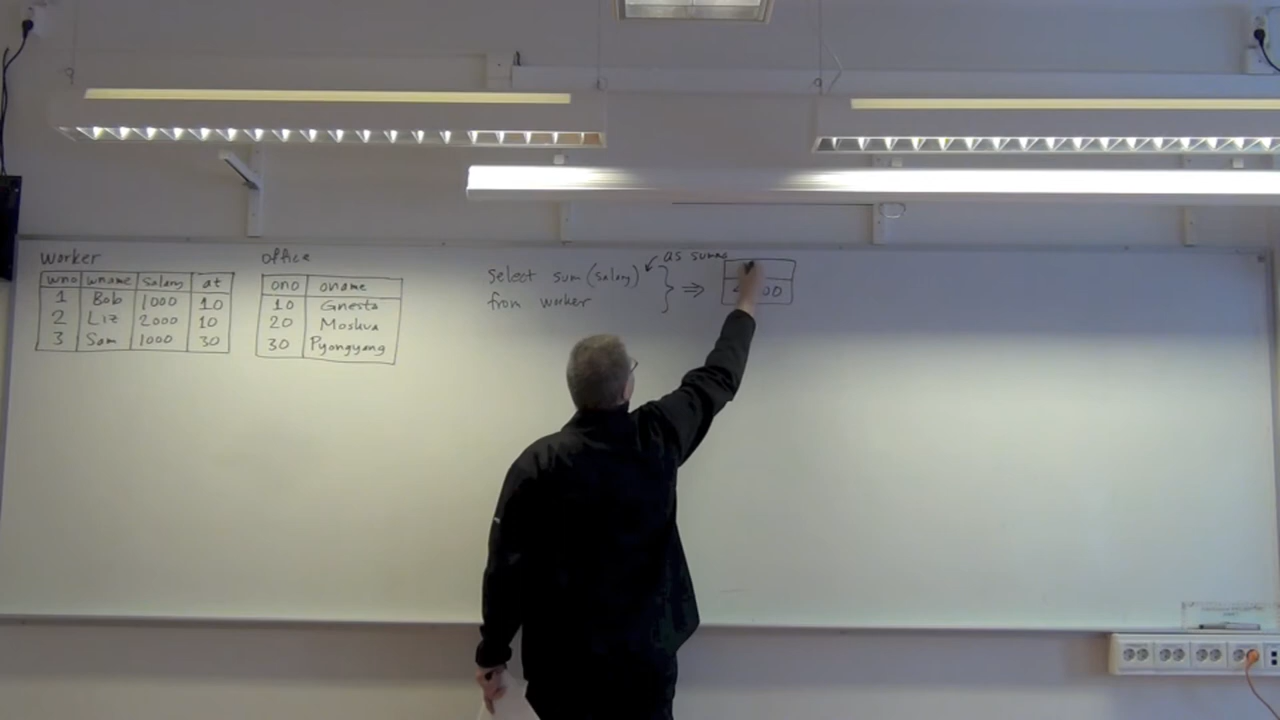 worker
wno wname salary at
1 Bob 1000 10
2 Liz 2000 10
3 Sam 1000 30
office
ono oname
10 Gnesta
20 Moskva
30 Pyongyang
select sum (salary) as
from worker
⇒